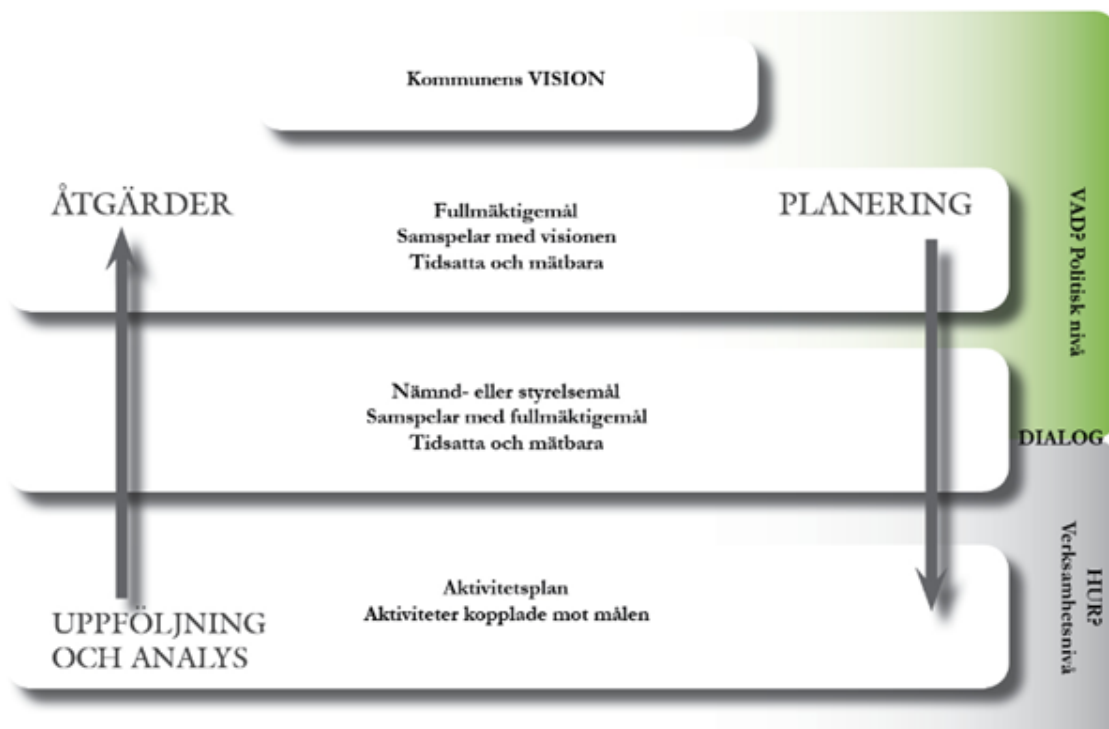 Kommunens VISION
ÅTGÄRDER
Fullmäktigemål
Samspelar med visionen
Tidsatta och mätbara
PLANERING
VAD? Politisk nivå
Nämnd- eller styrelsemål
Samspelar med fullmäktigemål
Tidsatta och mätbara
DIALOG
Aktivitetsplan
Aktiviteter kopplade mot målen
UPPFÖLJNING
OCH ANALYS
HUR?
Verksamhetsnivå